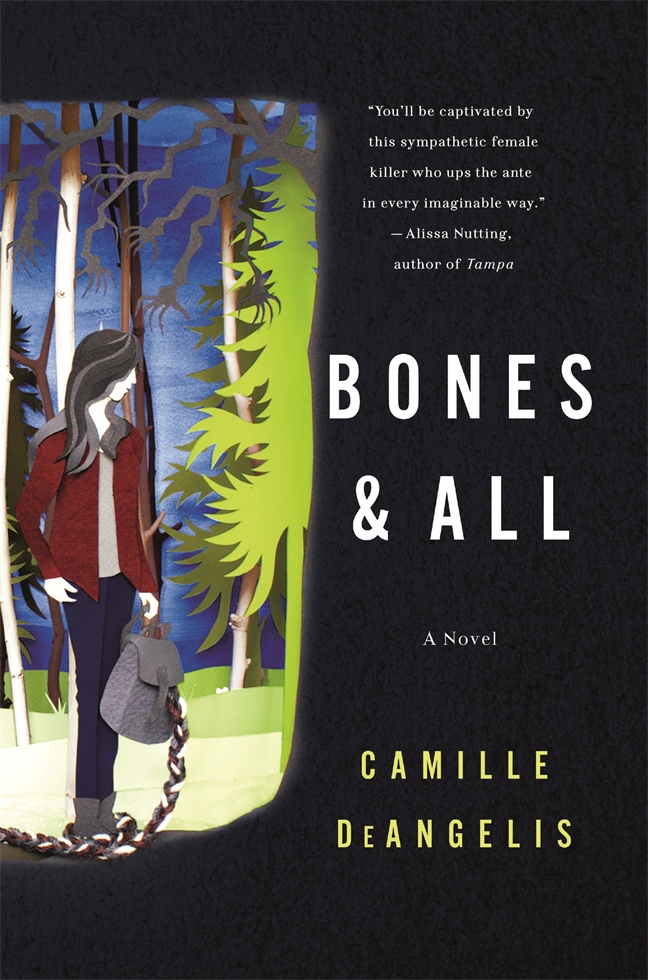 “You’ll be captivated by
this sympathetic female
killer who ups the ante
in every imaginable way.”
—Alissa Nutting,
author of Tampa
BONES
& ALL
A Novel
CAMILLE
DEANGELIS